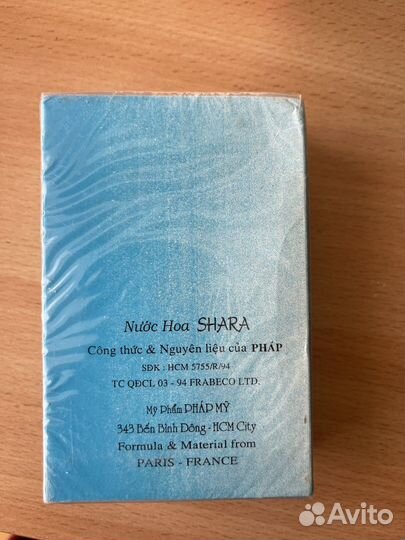 Nước Hoa SHARA
Công thức & Nguyên liệu của PHÁP
SDK : HCM 5755/R/94
TC QĐCL 03 - 94 FRABECO LTD.
Mỹ Phẩm PHÁP MỸ
343 Bến Bình Đông - HCM City
Formula & Material from
PARIS - FRANCE
Avito